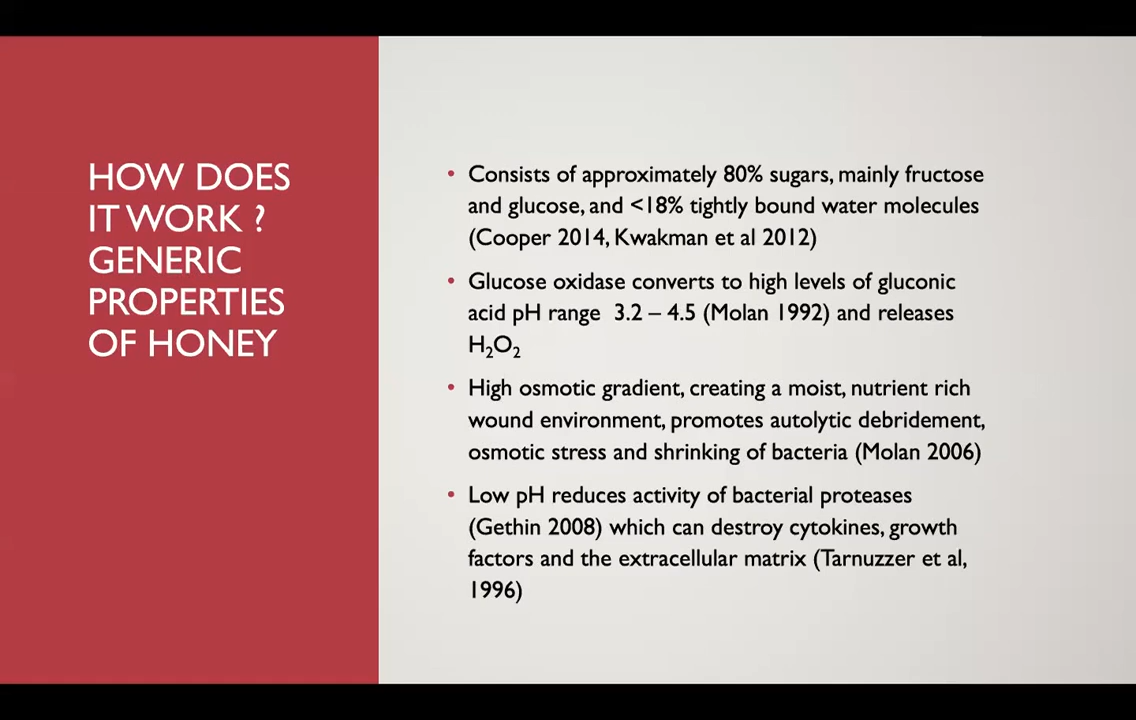 HOW DOES
IT WORK ?
GENERIC
PROPERTIES
OF HONEY
• Consists of approximately 80% sugars, mainly fructose
and glucose, and <18% tightly bound water molecules
(Cooper 2014, Kwakman et al 2012)
• Glucose oxidase converts to high levels of gluconic
acid pH range 3.2 – 4.5 (Molan 1992) and releases
H₂O₂
• High osmotic gradient, creating a moist, nutrient rich
wound environment, promotes autolytic debridement,
osmotic stress and shrinking of bacteria (Molan 2006)
• Low pH reduces activity of bacterial proteases
(Gethin 2008) which can destroy cytokines, growth
factors and the extracellular matrix (Tarnuzzer et al,
1996)